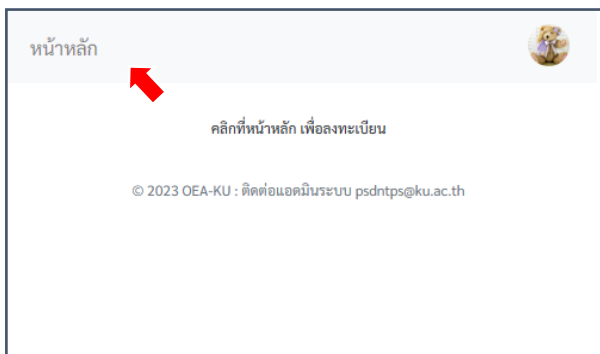 หน้าหลัก
คลิกที่หน้าหลัก เพื่อลงทะเบียน
© 2023 OEA-KU : ติดต่อแอดมินระบบ psdntps@ku.ac.th